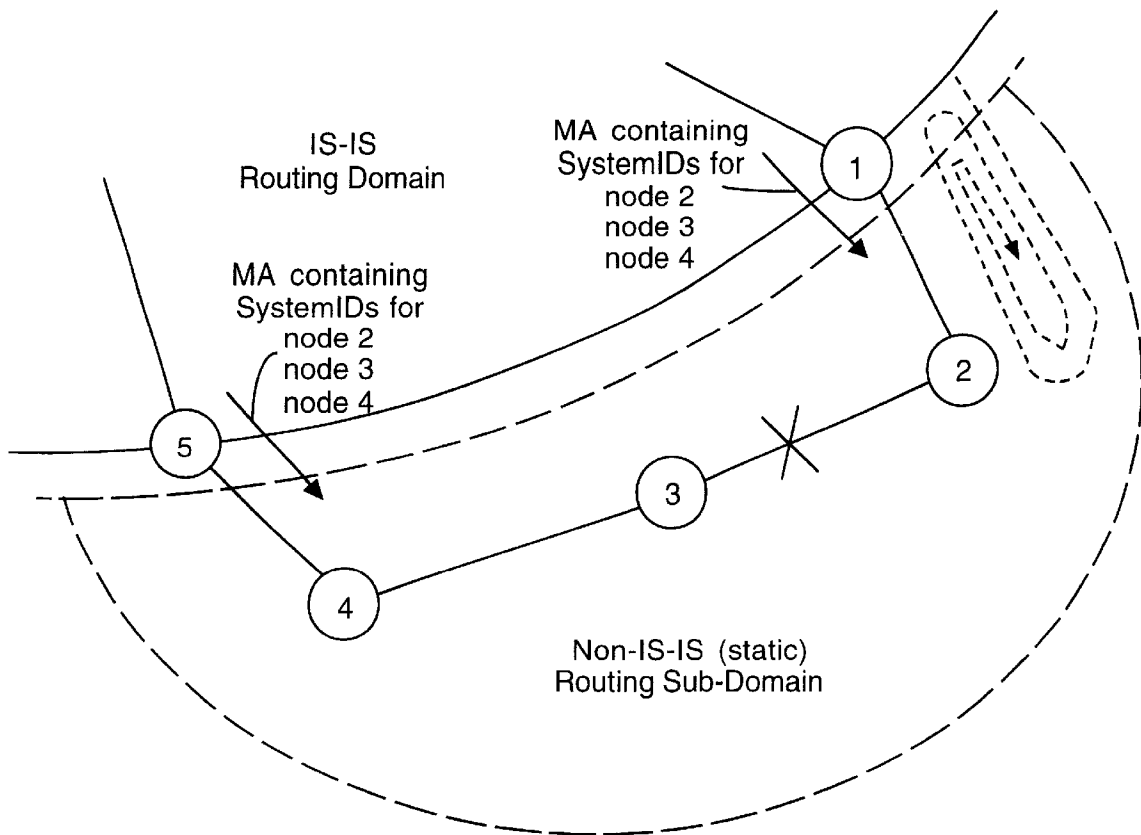 IS-IS
Routing Domain
MA containing
SystemIDs for
node 2
node 3
node 4
1
MA containing
SystemIDs for
node 2
node 3
node 4
2
5
3
4
Non-IS-IS (static)
Routing Sub-Domain